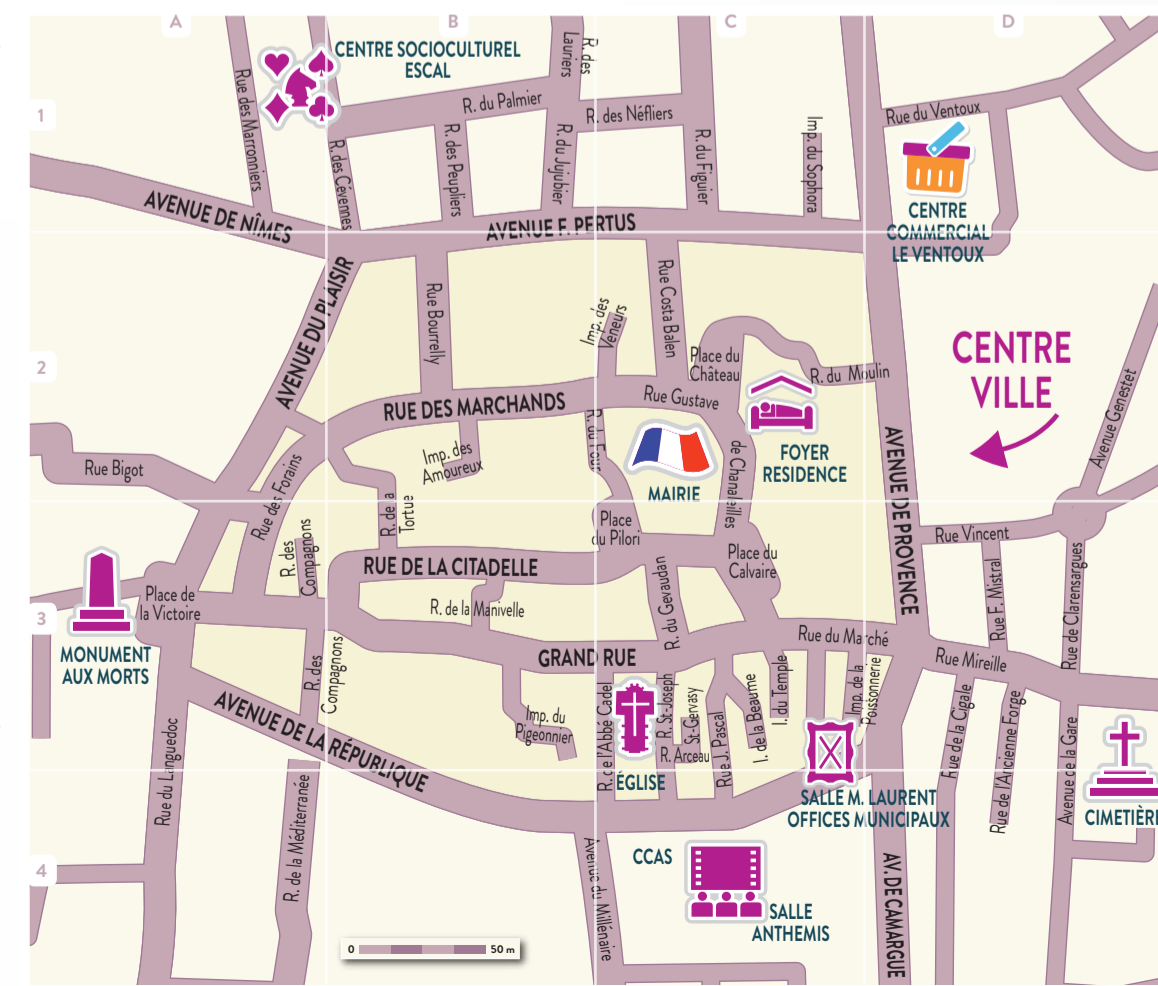 A
B
C
D
1
2
3
4
CENTRE SOCIOCULTUREL
ESCAL
Rue des Marronniers
R. des Cévennes
R. du Palmier
R. des Peupliers
R. des
Lauriers
R. du Jujubier
R. des Néfliers
R. du Figuier
Imp. du Sophora
Rue du Ventoux
CENTRE
COMMERCIAL
LE VENTOUX
AVENUE DE NÎMES
AVENUE F. PERTUS
AVENUE DU PLAISIR
Rue Bourrelly
Imp. des
Veneurs
Rue Costa Balen
Place du
Château
R. du Moulin
CENTRE
VILLE
RUE DES MARCHANDS
Rue Gustave
de Chanaleilles
FOYER
RESIDENCE
MAIRIE
R. du Four
Imp. des
Amoureux
Rue Bigot
Rue des Forains
R. de a
Tortue
AVENUE DE PROVENCE
Avenue Genestet
R. des
Compagnons
Place
du Pilori
Place du
Calvaire
Rue Vincent
RUE DE LA CITADELLE
R. de la Manivelle
R. du Gevaudan
Rue F. Mistral
Rue de Clarensargues
Place de
la Victoire
MONUMENT
AUX MORTS
Rue du Marché
GRAND RUE
Rue Mireille
R. des
Compagnons
AVENUE DE LA RÉPUBLIQUE
Imp. du
Pigeonnier
R. de l'Abbé Cadel
R. St-Joseph
St-Gervasy
R. Arceau
Rue J. Pascal
I. de la Beaume
I. du Temple
Imp. de la
Poissonnerie
Rue de la Cigale
Rue de l'Ancienne Forge
Avenue de la Gare
CIMETIÈRE
ÉGLISE
SALLE M. LAURENT
OFFICES MUNICIPAUX
Rue du Languedoc
R. de la Méditerranée
Avenue du Millénaire
CCAS
SALLE
ANTHEMIS
AV. DE CAMARGUE
0
50 m